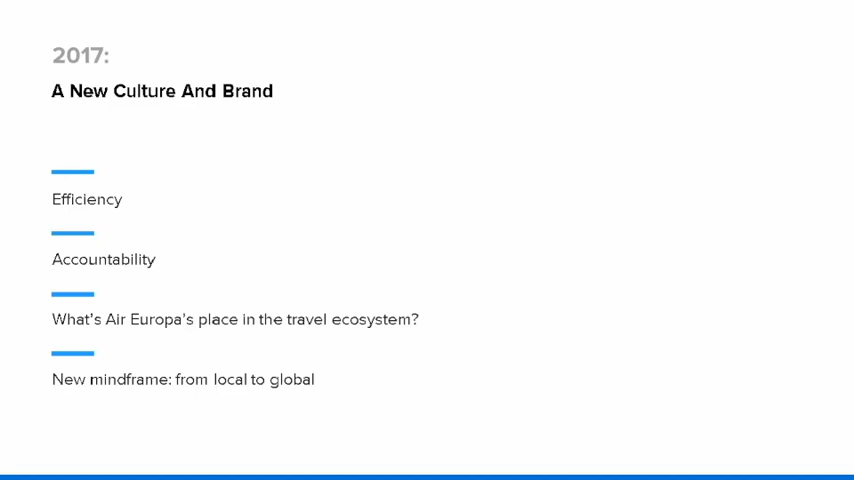 2017:
A New Culture And Brand
Efficiency
Accountability
What's Air Europa's place in the travel ecosystem?
New mindframe: from local to global